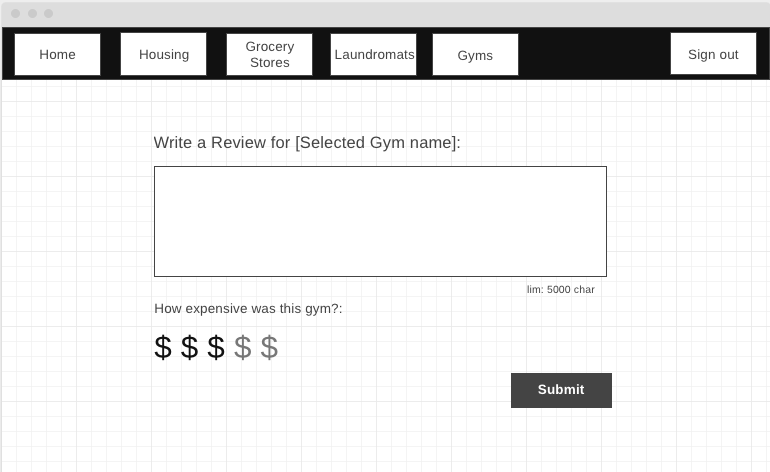 Home
Housing
Grocery
Stores
Laundromats
Gyms
Sign out
Write a Review for [Selected Gym name]:
lim: 5000 char
How expensive was this gym?:
$ $ $ $ $
Submit